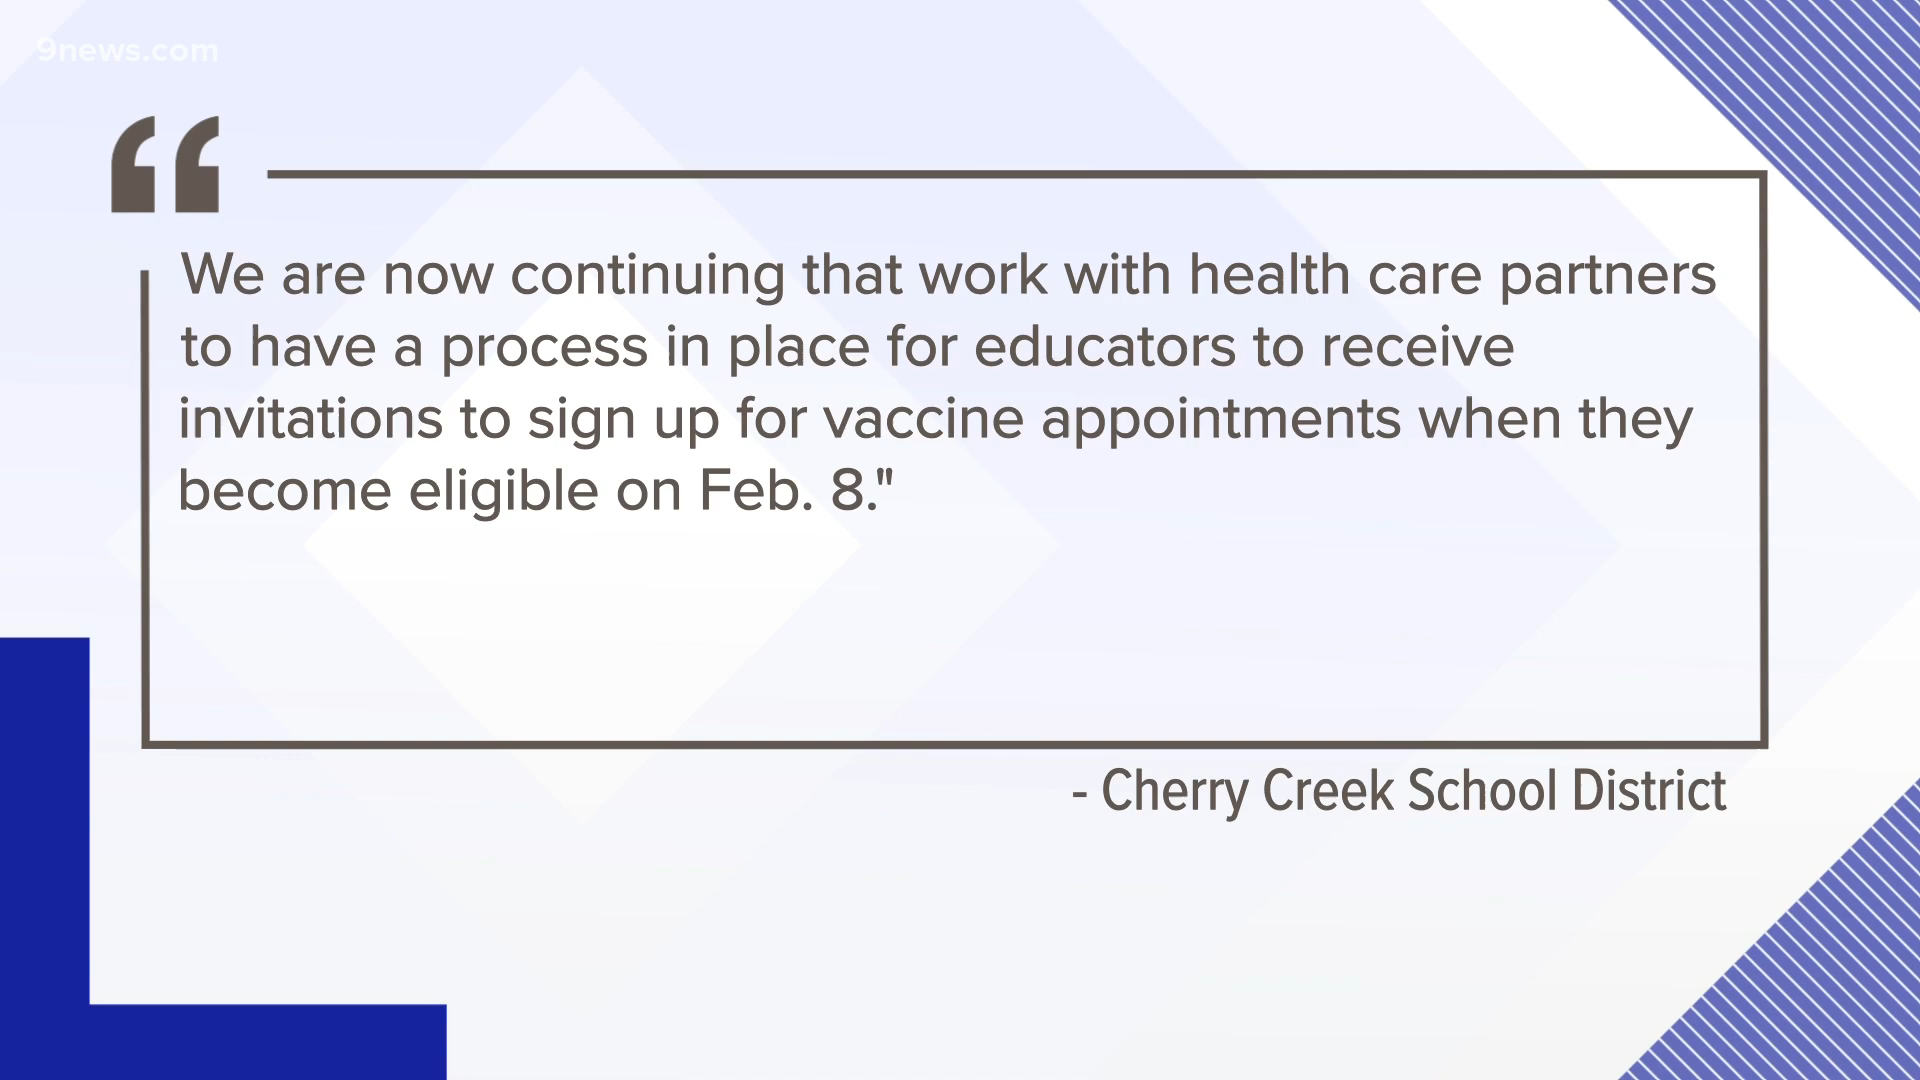 9news.com
“
We are now continuing that work with health care partners
to have a process in place for educators to receive
invitations to sign up for vaccine appointments when they
become eligible on Feb. 8."
- Cherry Creek School District